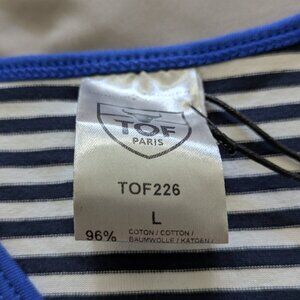 TOF
PARIS
TOF226
L
96% COTON / COTTON /
BAUMWOLLE / KATOEN /